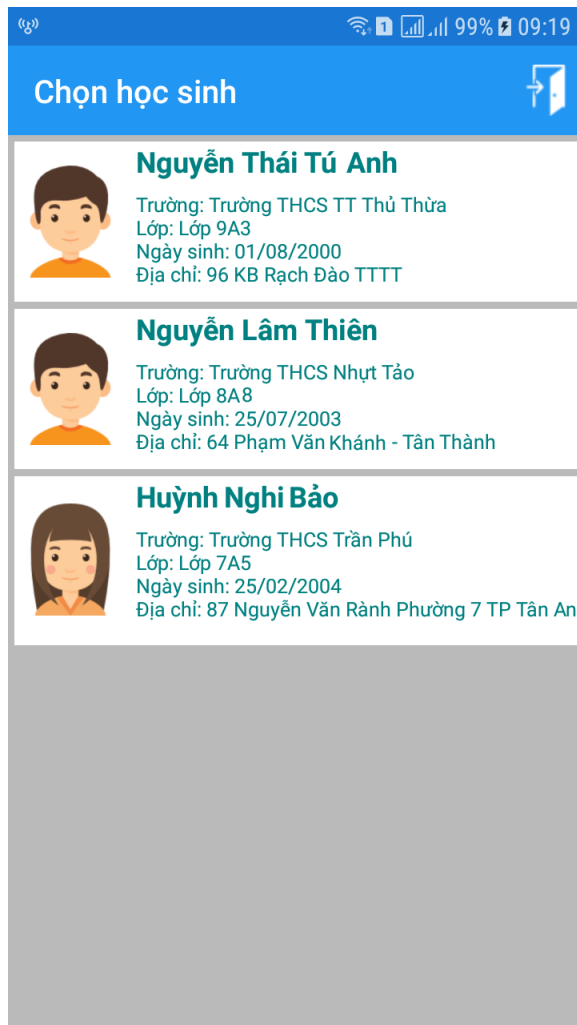 1 99% 09:19
Chọn học sinh
Nguyễn Thái Tú Anh
Trường: Trường THCS TT Thủ Thừa
Lớp: Lớp 9A3
Ngày sinh: 01/08/2000
Địa chỉ: 96 KB Rạch Đào TTTT
Nguyễn Lâm Thiên
Trường: Trường THCS Nhựt Tảo
Lớp: Lớp 8A8
Ngày sinh: 25/07/2003
Địa chỉ: 64 Phạm Văn Khánh - Tân Thành
Huỳnh Nghi Bảo
Trường: Trường THCS Trần Phú
Lớp: Lớp 7A5
Ngày sinh: 25/02/2004
Địa chỉ: 87 Nguyễn Văn Rành Phường 7 TP Tân An